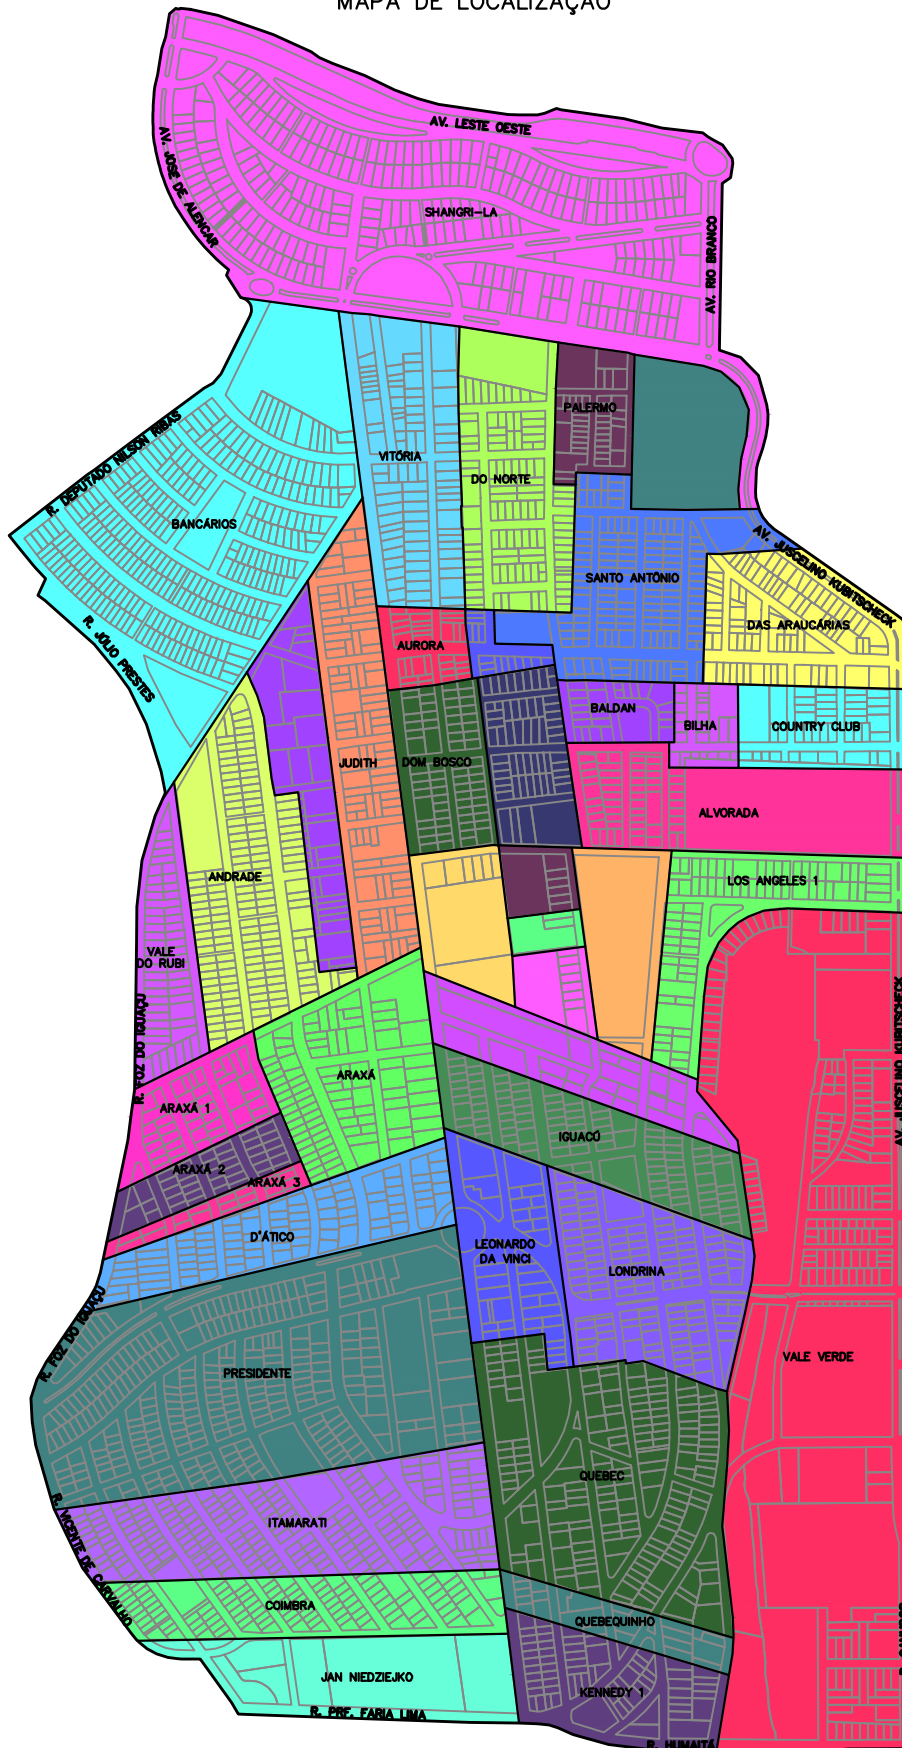 MAPA DE LOCALIZAÇÃO
AV. LESTE OESTE
AV. JOSE DE ALENCAR
SHANGRI-LA
AV. RIO BRANCO
R. DEPUTADO NILSON RIBAS
PALERMO
VITÓRIA
DO NORTE
BANCÁRIOS
AV. JUSCELINO KUBITSCHECK
SANTO ANTÔNIO
DAS ARAUCÁRIAS
R. JÚLIO PRESTES
AURORA
BALDAN
BILHA
COUNTRY CLUB
JUDITH
DOM BOSCO
ALVORADA
ANDRADE
LOS ANGELES 1
VALE
DO RUBI
R. FOZ DO IGUAÇU
AV. JUSCELINO KUBITSCHECK
ARAXÁ
ARAXÁ 1
IGUACÚ
ARAXÁ 2
ARAXÁ 3
D'ÁTICO
LEONARDO
DA VINCI
LONDRINA
R. FOZ DO IGUAÇU
VALE VERDE
PRESIDENTE
QUEBEC
R. VICENTE DE CARVALHO
ITAMARATI
COIMBRA
QUEBEQUINHO
JAN NIEDZIEJKO
KENNEDY 1
R. PRF. FARIA LIMA
R. HUMAITÁ